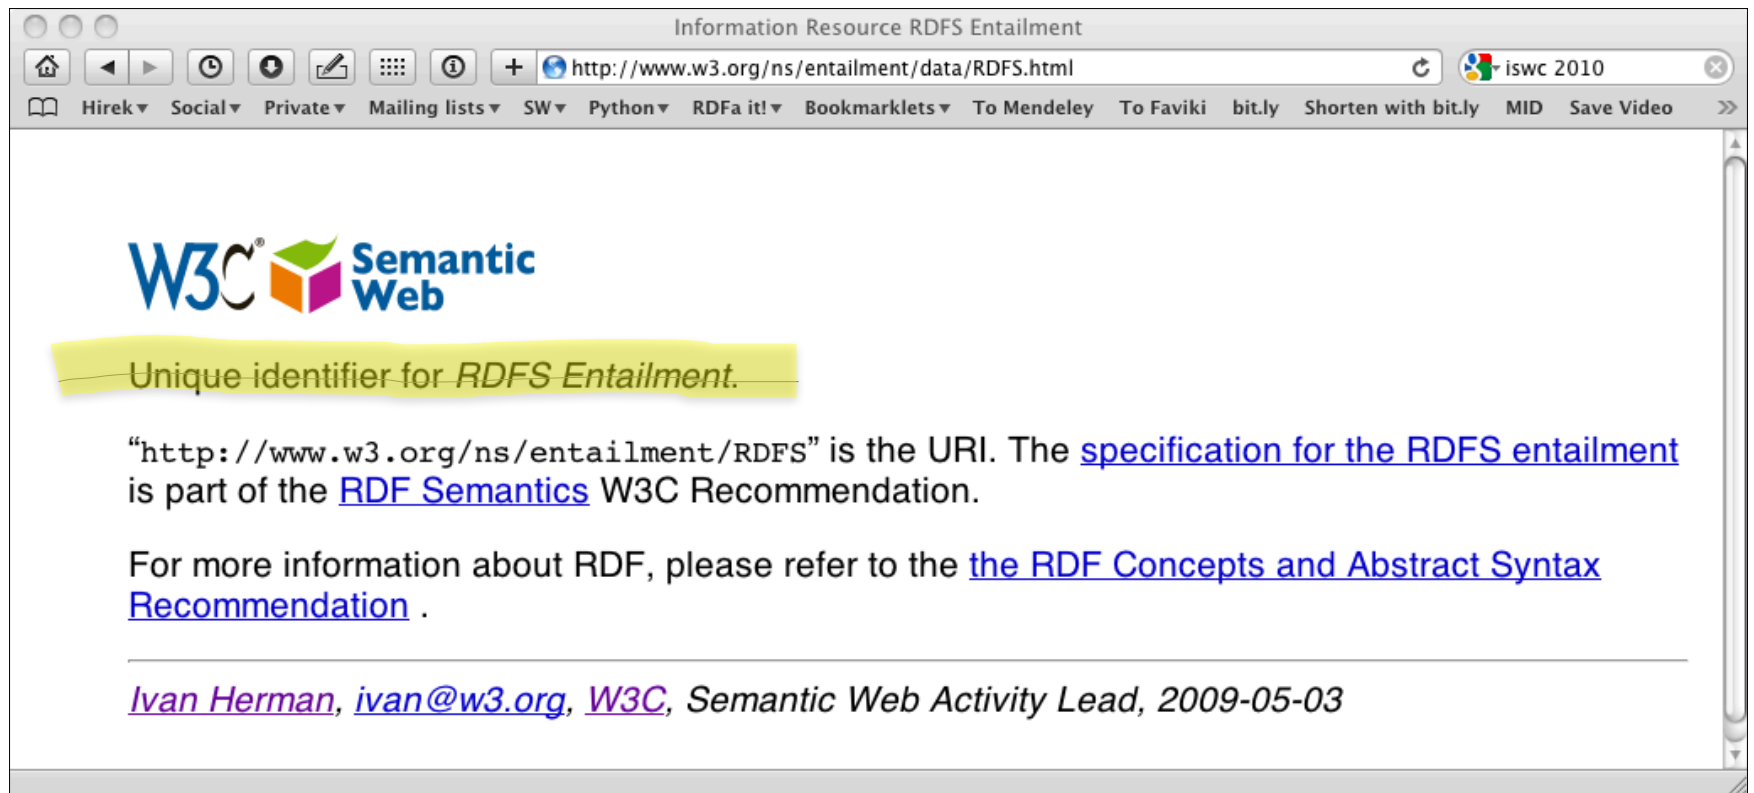 Information Resource RDFS Entailment
http://www.w3.org/ns/entailment/data/RDFS.html iswc 2010
Hirek Social Private Mailing lists SW Python RDFa it! Bookmarklets To Mendeley To Faviki bit.ly Shorten with bit.ly MID Save Video
W3C® Semantic
Web
Unique identifier for RDFS Entailment.
“http://www.w3.org/ns/entailment/RDFS” is the URI. The specification for the RDFS entailment
is part of the RDF Semantics W3C Recommendation.
For more information about RDF, please refer to the the RDF Concepts and Abstract Syntax
Recommendation .
Ivan Herman, ivan@w3.org, W3C, Semantic Web Activity Lead, 2009-05-03